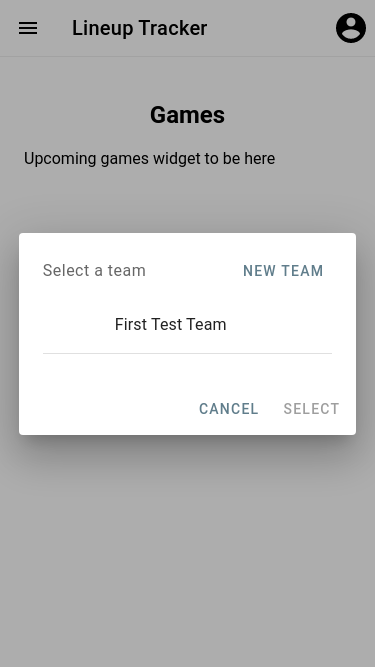 Lineup Tracker
Games
Upcoming games widget to be here
Select a team
NEW TEAM
First Test Team
CANCEL
SELECT